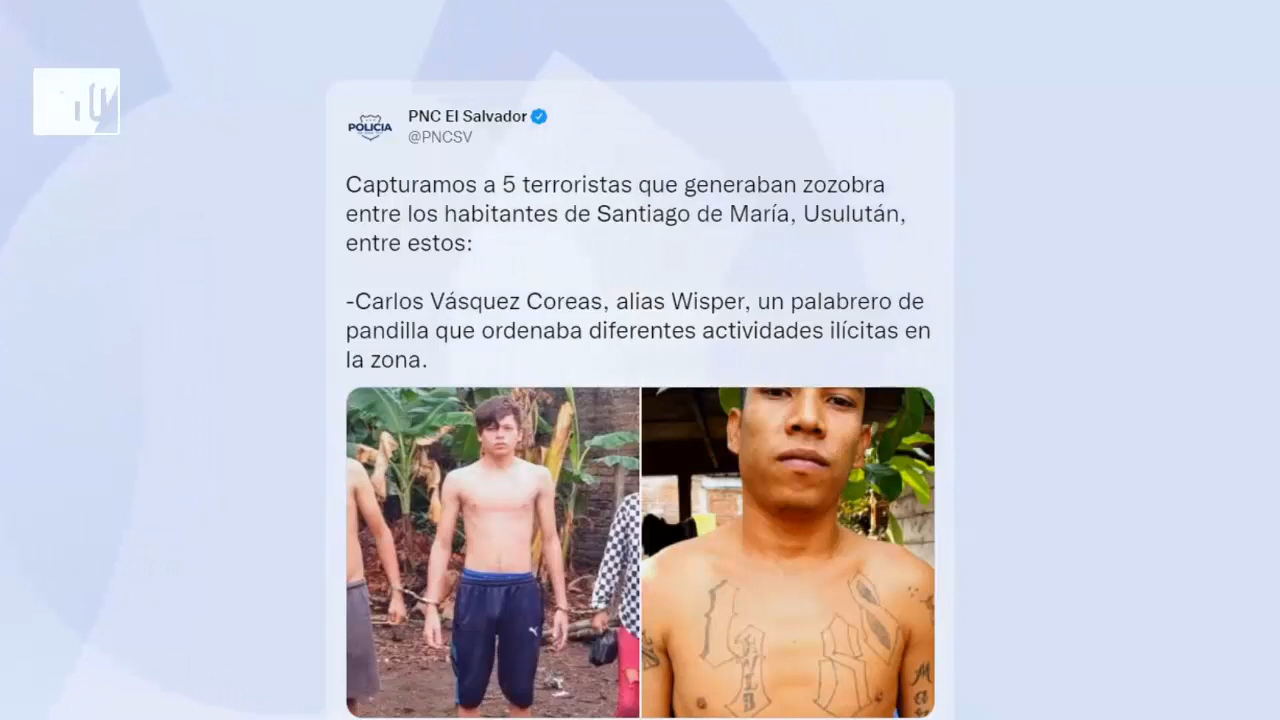 PNC El Salvador
POLICIA
@PNCSV
Capturamos a 5 terroristas que generaban zozobra
entre los habitantes de Santiago de María, Usulután,
entre estos:
-Carlos Vásquez Coreas, alias Wisper, un palabrero de
pandilla que ordenaba diferentes actividades ilícitas en
la zona.